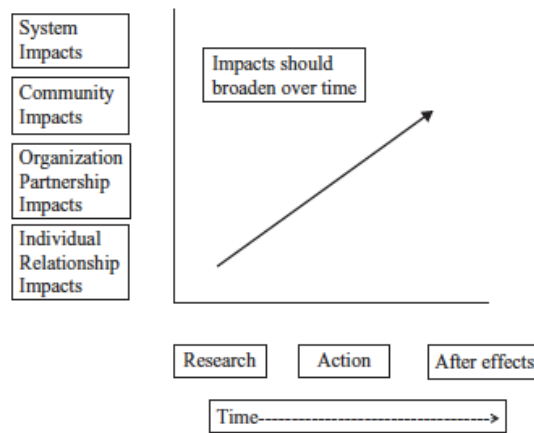 System
Impacts
Impacts should
broaden over time
Community
Impacts
Organization
Partnership
Impacts
Individual
Relationship
Impacts
Research
Action
After effects
Time